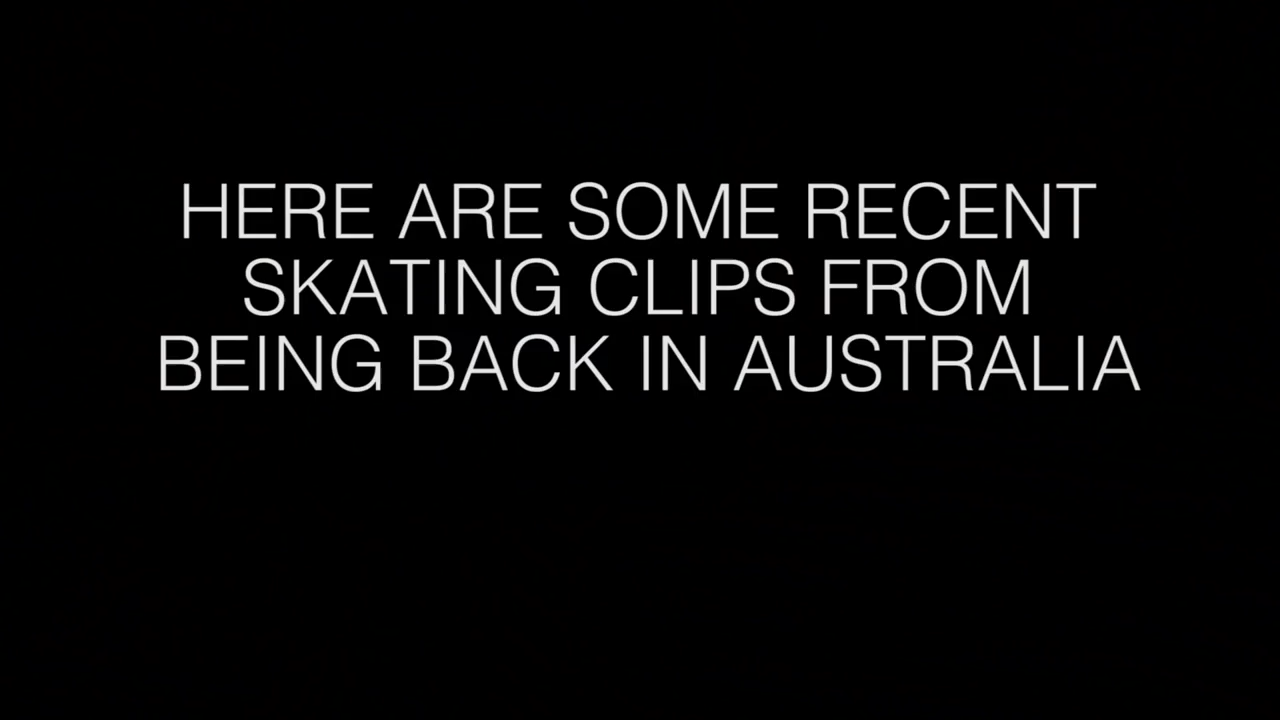 HERE ARE SOME RECENT
SKATING CLIPS FROM
BEING BACK IN AUSTRALIA